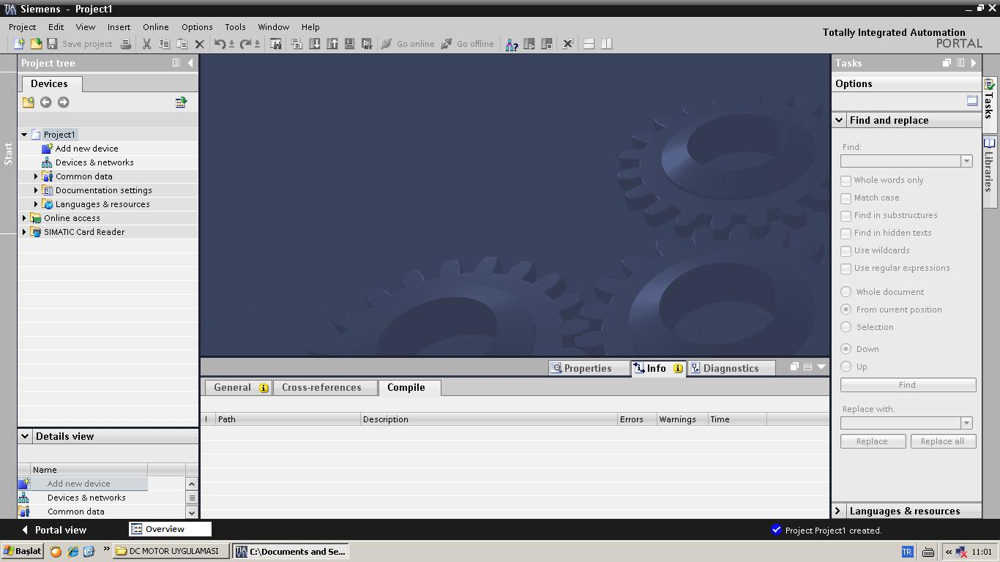 Siemens - Project1
Project Edit View Insert Online Options Tools Window Help
Totally Integrated Automation
PORTAL
Save project Go online Go offline
Project tree
Devices
Start
Project1
Add new device
Devices & networks
Common data
Documentation settings
Languages & resources
Online access
SIMATIC Card Reader
Details view
Name
Add new device
Devices & networks
Common data
Properties Info Diagnostics
General Cross-references Compile
! Path Description Errors Warnings Time
Tasks
Options
Find and replace
Find:
Whole words only
Match case
Find in substructures
Find in hidden texts
Use wildcards
Use regular expressions
Whole document
From current position
Selection
Down
Up
Find
Replace with:
Replace Replace all
Languages & resources
Tasks
Libraries
Portal view Overview Project Project1 created.
Başlat » DC MOTOR UYGULAMASI C:\Documents and Se... TR « 11:01